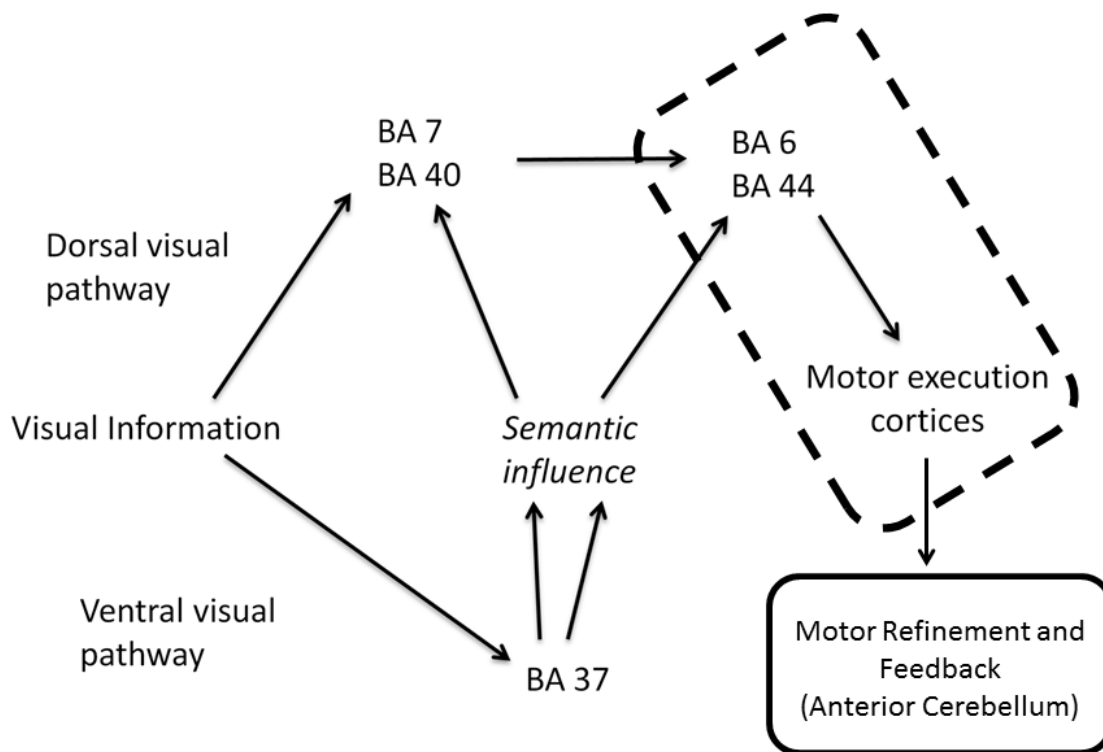 BA 7
BA 40
BA 6
BA 44
Dorsal visual
pathway
Motor execution
cortices
Visual Information
Semantic
influence
Ventral visual
pathway
BA 37
Motor Refinement and
Feedback
(Anterior Cerebellum)